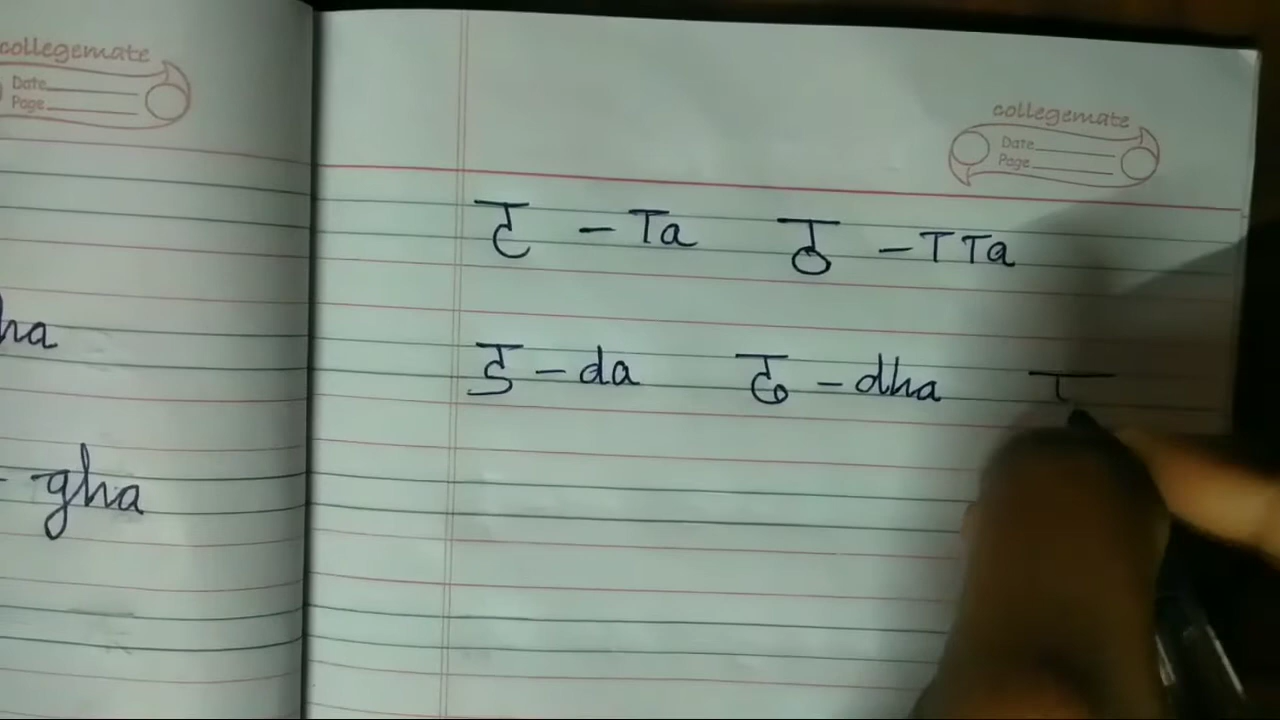 collegemate
Date
Page
ha
gha
collegemate
Date
Page
ट - Ta ठ - TTa
ड - da ढ - dha